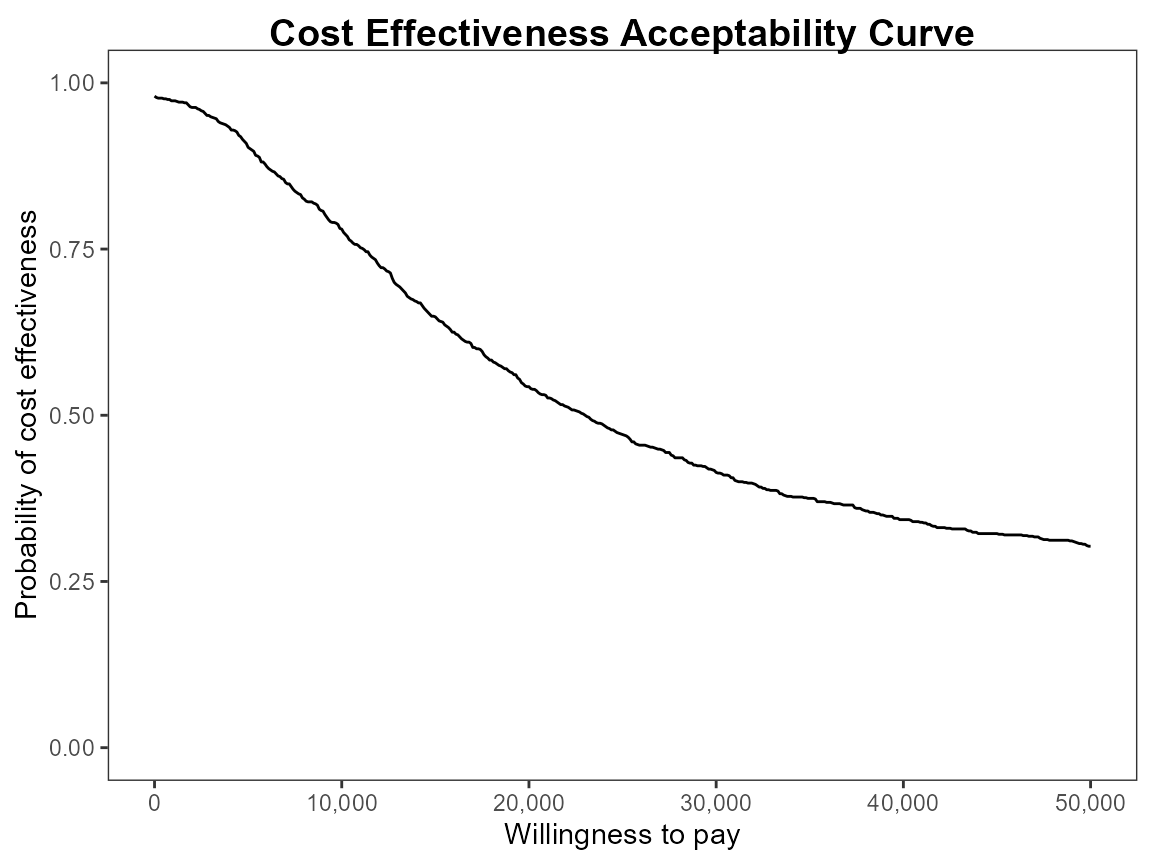 Cost Effectiveness Acceptability Curve
Probability of cost effectiveness
1.00
0.75
0.50
0.25
0.00
0 10,000 20,000 30,000 40,000 50,000
Willingness to pay